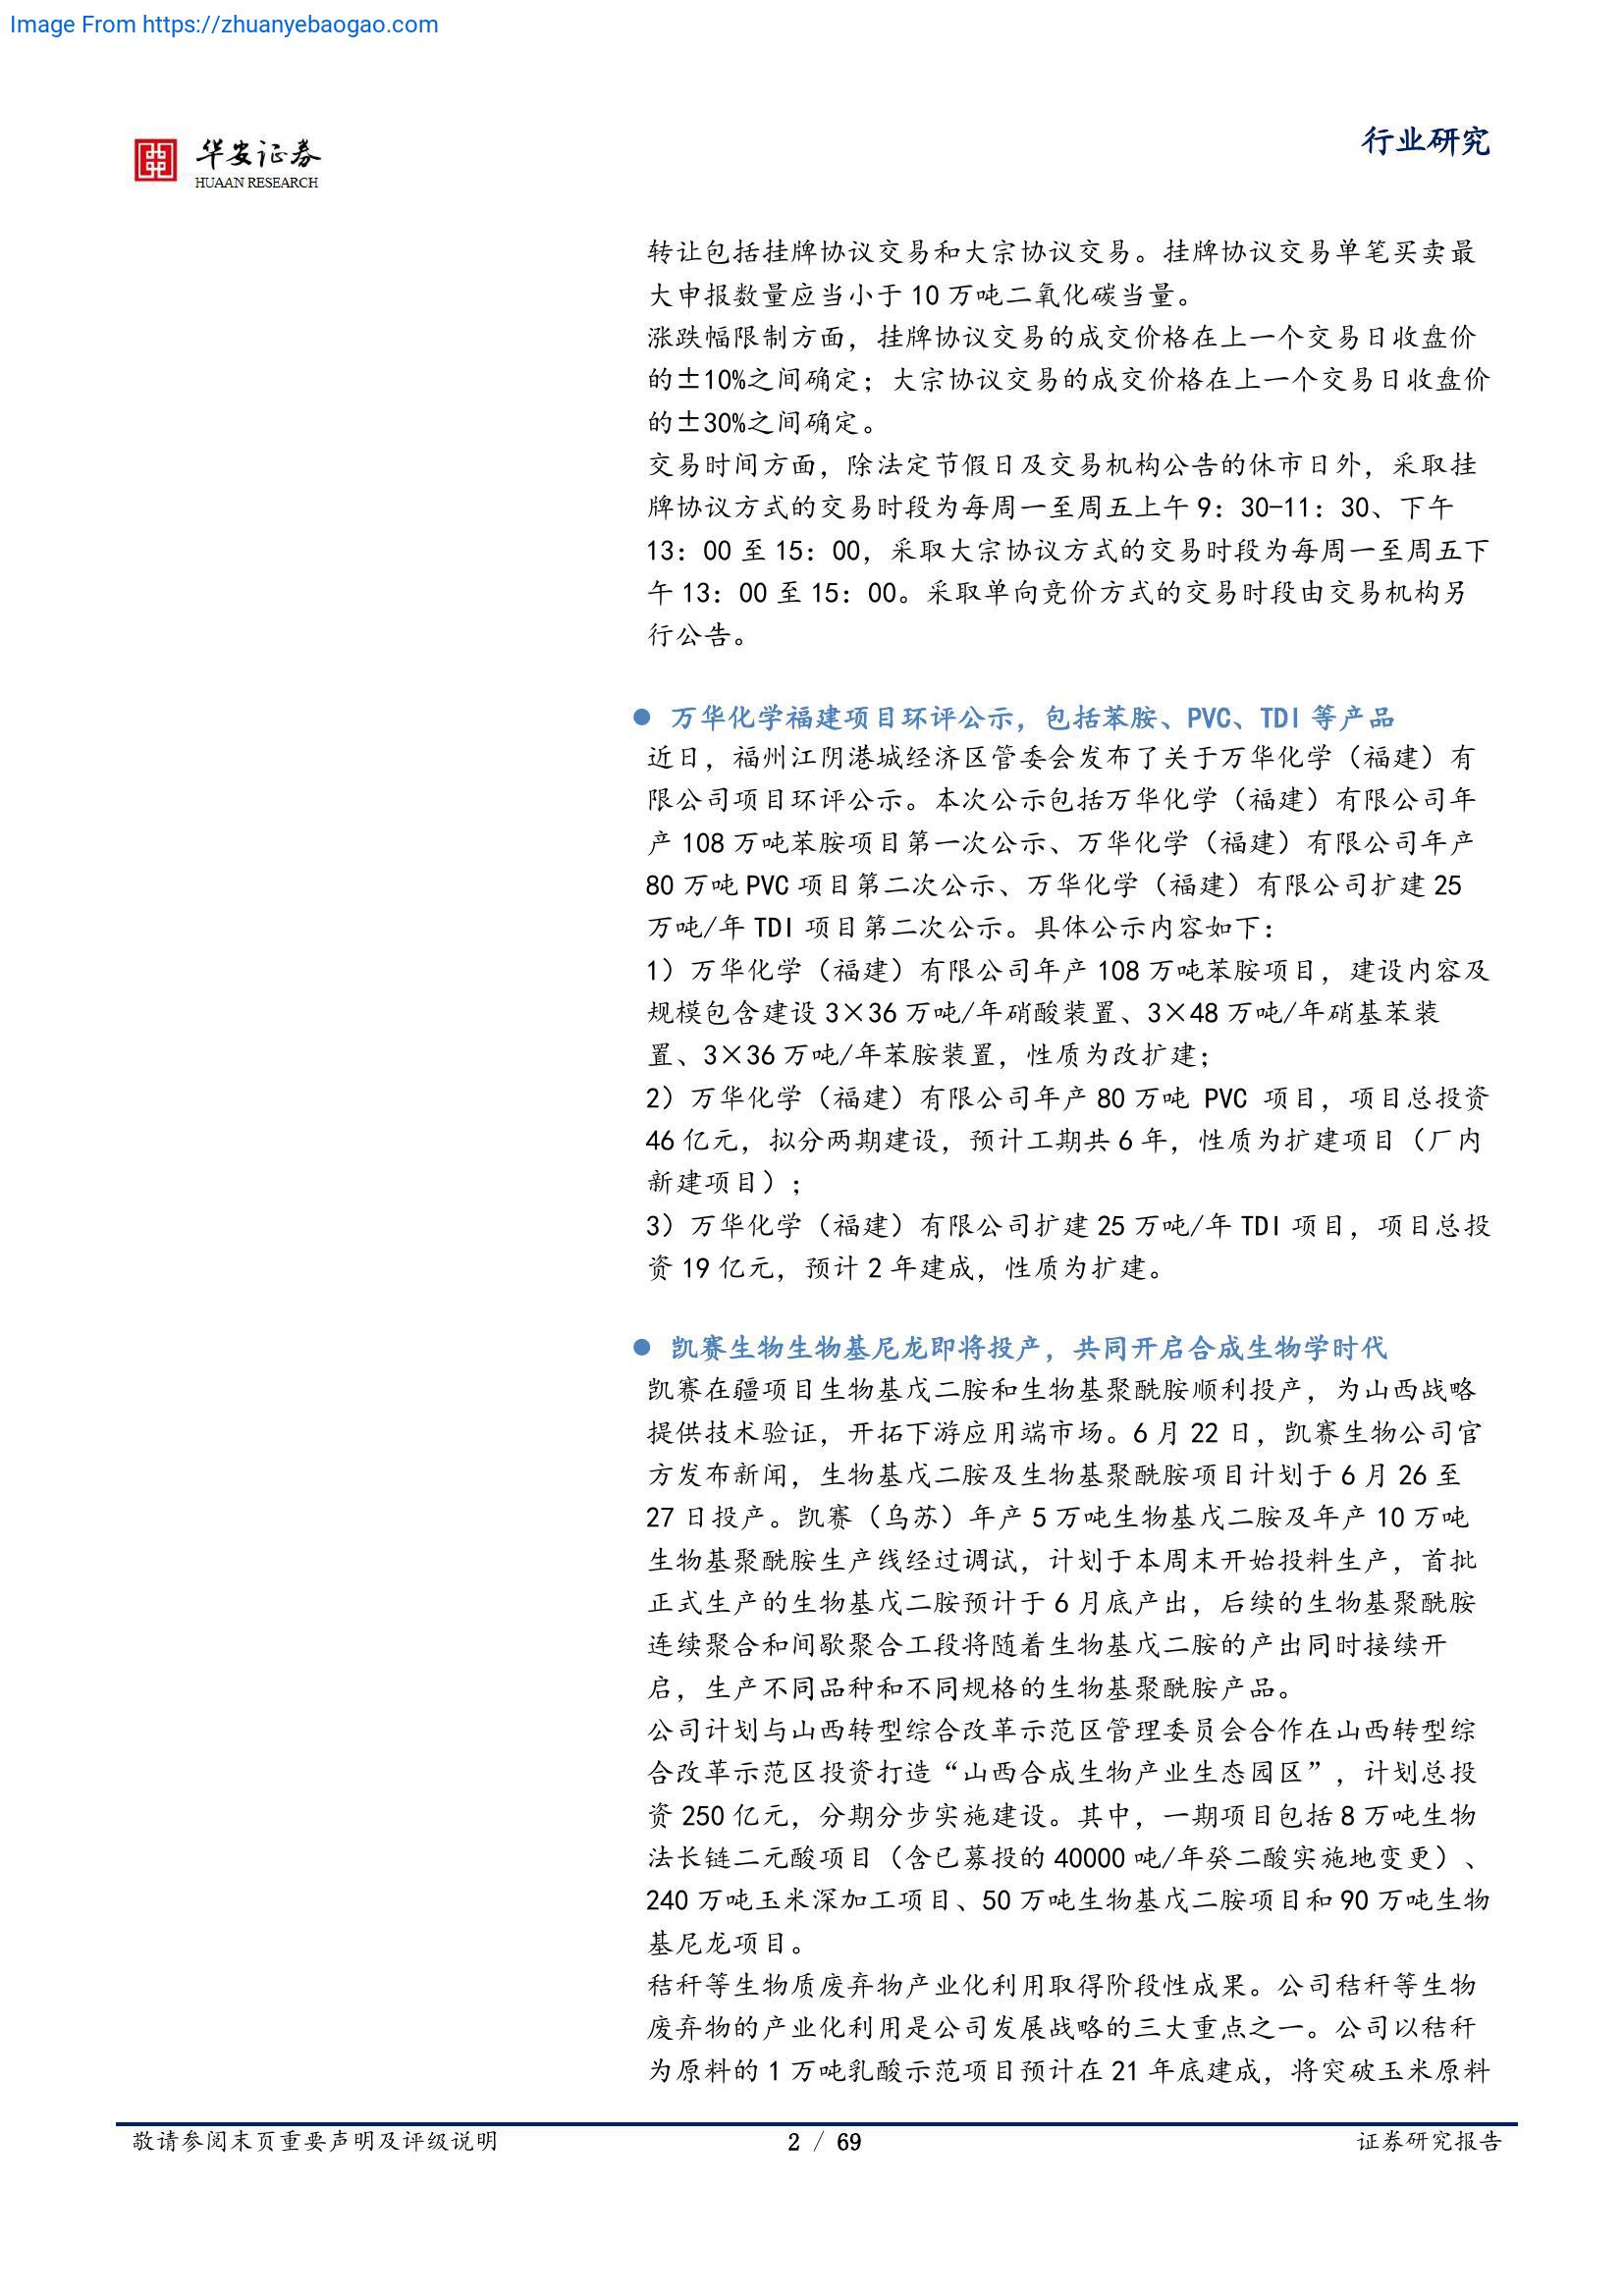 Image From https://zhuanyebaogao.com
华安证券
HUAAN RESEARCH
行业研究
转让包括挂牌协议交易和大宗协议交易。挂牌协议交易单笔买卖最
大申报数量应当小于 10 万吨二氧化碳当量。
涨跌幅限制方面，挂牌协议交易的成交价格在上一个交易日收盘价
的±10%之间确定；大宗协议交易的成交价格在上一个交易日收盘价
的±30%之间确定。
交易时间方面，除法定节假日及交易机构公告的休市日外，采取挂
牌协议方式的交易时段为每周一至周五上午 9：30-11：30、下午
13：00 至 15：00，采取大宗协议方式的交易时段为每周一至周五下
午 13：00 至 15：00。采取单向竞价方式的交易时段由交易机构另
行公告。
● 万华化学福建项目环评公示，包括苯胺、PVC、TDI 等产品
近日，福州江阴港城经济区管委会发布了关于万华化学（福建）有
限公司项目环评公示。本次公示包括万华化学（福建）有限公司年
产 108 万吨苯胺项目第一次公示、万华化学（福建）有限公司年产
80 万吨 PVC 项目第二次公示、万华化学（福建）有限公司扩建 25
万吨/年 TDI 项目第二次公示。具体公示内容如下：
1）万华化学（福建）有限公司年产 108 万吨苯胺项目，建设内容及
规模包含建设 3×36 万吨/年硝酸装置、3×48 万吨/年硝基苯装
置、3×36 万吨/年苯胺装置，性质为改扩建；
2）万华化学（福建）有限公司年产 80 万吨 PVC 项目，项目总投资
46 亿元，拟分两期建设，预计工期共 6 年，性质为扩建项目（厂内
新建项目）；
3）万华化学（福建）有限公司扩建 25 万吨/年 TDI 项目，项目总投
资 19 亿元，预计 2 年建成，性质为扩建。
● 凯赛生物生物基尼龙即将投产，共同开启合成生物学时代
凯赛在疆项目生物基戊二胺和生物基聚酰胺顺利投产，为山西战略
提供技术验证，开拓下游应用端市场。6 月 22 日，凯赛生物公司官
方发布新闻，生物基戊二胺及生物基聚酰胺项目计划于 6 月 26 至
27 日投产。凯赛（乌苏）年产 5 万吨生物基戊二胺及年产 10 万吨
生物基聚酰胺生产线经过调试，计划于本周末开始投料生产，首批
正式生产的生物基戊二胺预计于 6 月底产出，后续的生物基聚酰胺
连续聚合和间歇聚合工段将随着生物基戊二胺的产出同时接续开
启，生产不同品种和不同规格的生物基聚酰胺产品。
公司计划与山西转型综合改革示范区管理委员会合作在山西转型综
合改革示范区投资打造“山西合成生物产业生态园区”，计划总投
资 250 亿元，分期分步实施建设。其中，一期项目包括 8 万吨生物
法长链二元酸项目（含已募投的 40000 吨/年癸二酸实施地变更）、
240 万吨玉米深加工项目、50 万吨生物基戊二胺项目和 90 万吨生物
基尼龙项目。
秸秆等生物质废弃物产业化利用取得阶段性成果。公司秸秆等生物
废弃物的产业化利用是公司发展战略的三大重点之一。公司以秸秆
为原料的 1 万吨乳酸示范项目预计在 21 年底建成，将突破玉米原料
敬请参阅末页重要声明及评级说明
2 / 69
证券研究报告